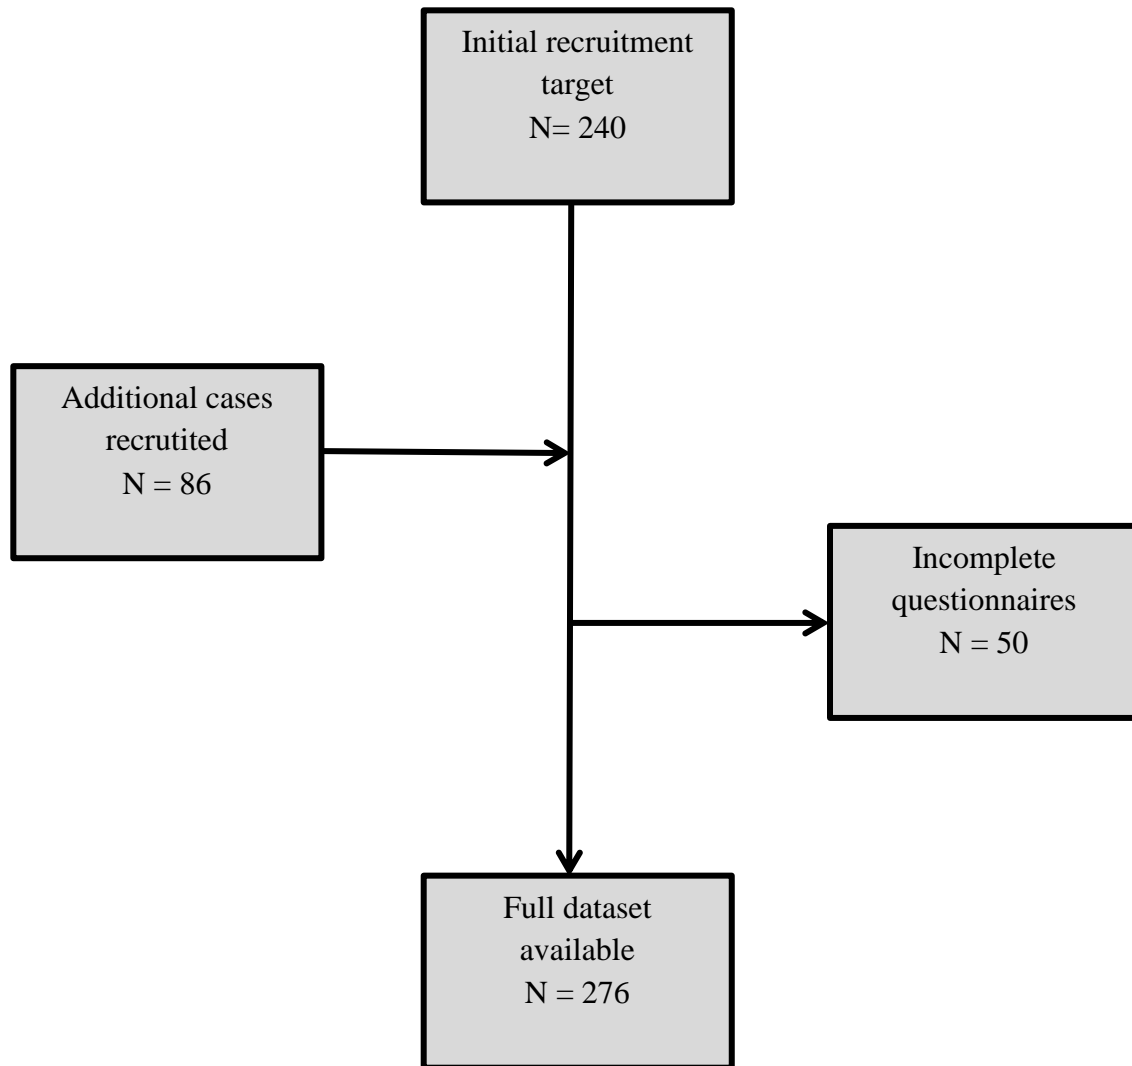 Initial recruitment
target
N= 240
Additional cases
recrutited
N = 86
Incomplete
questionnaires
N = 50
Full dataset
available
N = 276